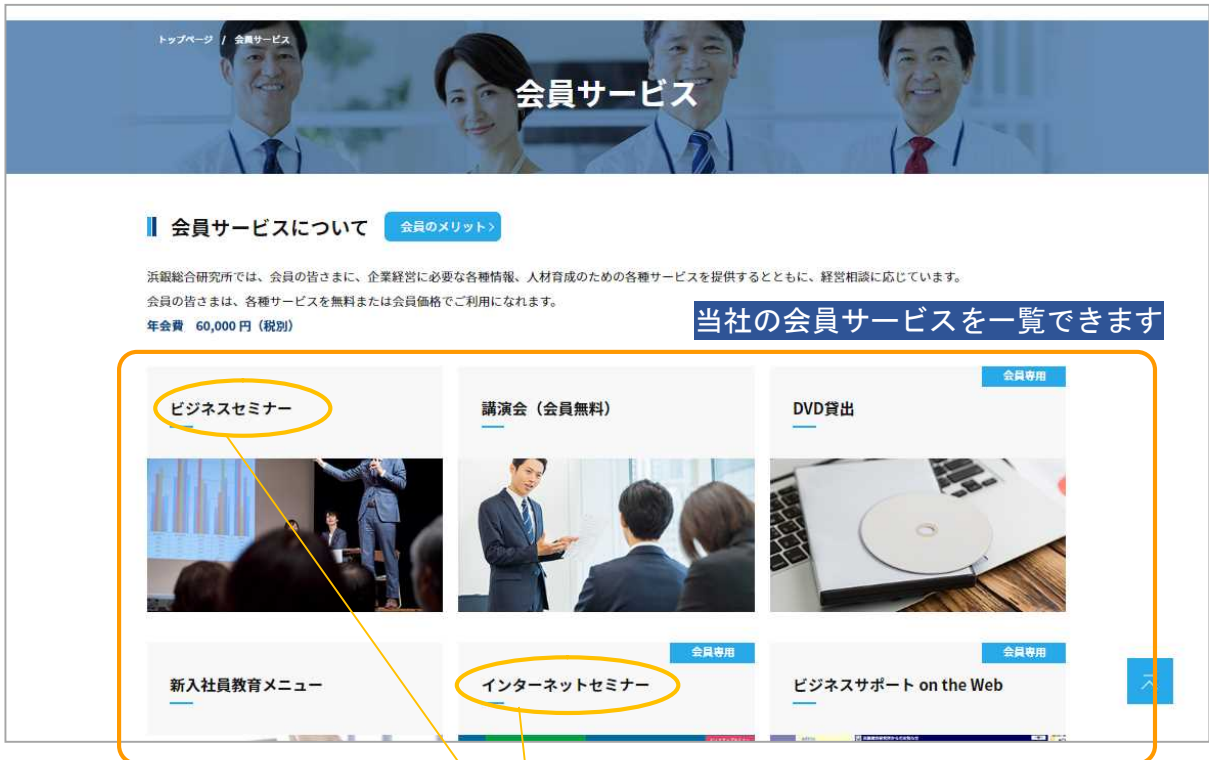 トップページ / 会員サービス
会員サービス
会員サービスについて
会員のメリット
浜銀総合研究所では、会員の皆さまに、企業経営に必要な各種情報、人材育成のための各種サービスを提供するとともに、経営相談に応じています。
会員の皆さまは、各種サービスを無料または会員価格でご利用になれます。
年会費 60,000 円（税別）
当社の会員サービスを一覧できます
ビジネスセミナー
講演会（会員無料）
会員専用
DVD貸出
新入社員教育メニュー
会員専用
インターネットセミナー
会員専用
ビジネスサポート on the Web